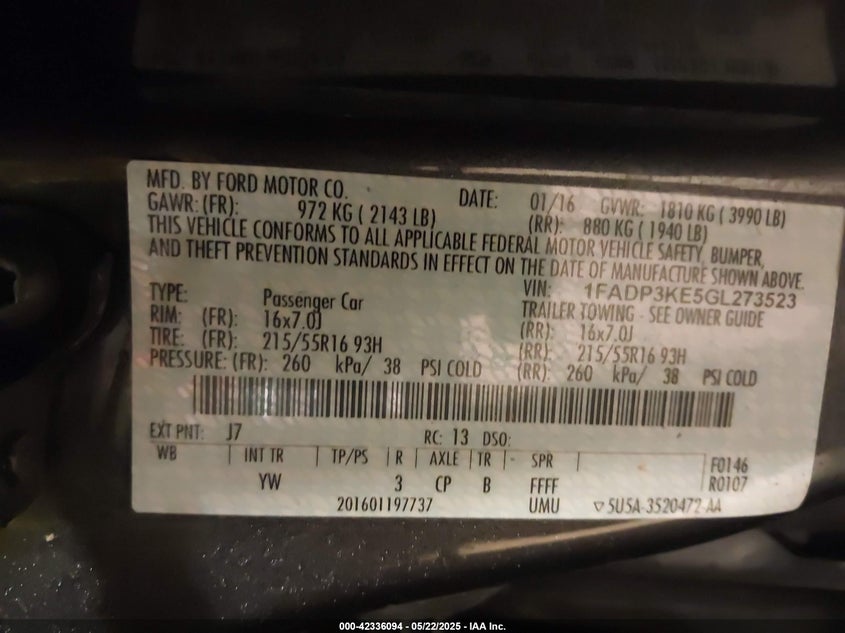 MFD. BY FORD MOTOR CO.
DATE: 01/16 GVWR: 1810 KG ( 3990 LB)
GAWR: (FR): 972 KG ( 2143 LB) (RR): 880 KG ( 1940 LB)
THIS VEHICLE CONFORMS TO ALL APPLICABLE FEDERAL MOTOR VEHICLE SAFETY, BUMPER,
AND THEFT PREVENTION STANDARDS IN EFFECT ON THE DATE OF MANUFACTURE SHOWN ABOVE.
VIN: 1FADP3KE5GL273523
TYPE: Passenger Car TRAILER TOWING - SEE OWNER GUIDE
RIM: (FR): 16x7.0J (RR): 16x7.0J
TIRE: (FR): 215/55R16 93H (RR): 215/55R16 93H
PRESSURE: (FR): 260 kPa/ 38 PSI COLD (RR): 260 kPa/ 38 PSI COLD
EXT PNT: J7 RC: 13 DSO:
WB | INT TR | TP/PS | R | AXLE | TR | - SPR | F0146
YW 3 CP B FFFF R0107
201601197737 UMU ▽ 5U5A-3520472-AA
000-42336094 - 05/22/2025 - IAA Inc.